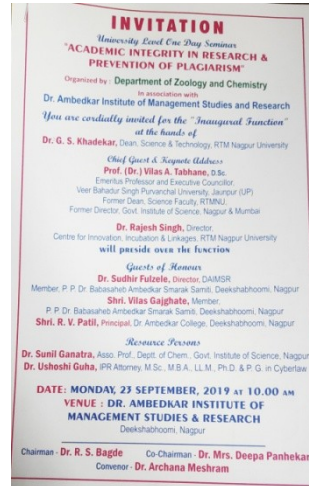 INVITATION
University Level One Day Seminar
"ACADEMIC INTEGRITY IN RESEARCH &
PREVENTION OF PLAGIARISM"
Organized by : Department of Zoology and Chemistry
In association with
Dr. Ambedkar Institute of Management Studies and Research
You are cordially invited for the "Inaugural Function"
at the hands of
Dr. G. S. Khadekar, Dean, Science & Technology, RTM Nagpur University
Chief Guest & Keynote Address
Prof. (Dr.) Vilas A. Tabhane, D.Sc.
Emeritus Professor and Executive Councillor,
Veer Bahadur Singh Purvanchal University, Jaunpur (UP)
Former Dean, Science Faculty, RTMNU,
Former Director, Govt. Institute of Science, Nagpur & Mumbai
Dr. Rajesh Singh, Director,
Centre for Innovation, Incubation & Linkages, RTM Nagpur University
will preside over the function
Guests of Honour
Dr. Sudhir Fulzele, Director, DAIMSR
Member, P. P. Dr. Babasaheb Ambedkar Smarak Samiti, Deekshabhoomi, Nagpur
Shri. Vilas Gajghate, Member,
P. P. Dr. Babasaheb Ambedkar Smarak Samiti, Deekshabhoomi, Nagpur
Shri. R. V. Patil, Principal, Dr. Ambedkar College, Deekshabhoomi, Nagpur
Resource Persons
Dr. Sunil Ganatra, Asso. Prof., Deptt. of Chem., Govt. Institute of Science, Nagpur
Dr. Ushoshi Guha, IPR Attorney, M.Sc., M.B.A., LL.M., Ph.D. & P. G. in Cyberlaw
DATE: MONDAY, 23 SEPTEMBER, 2019 AT 10.00 AM
VENUE : DR. AMBEDKAR INSTITUTE OF
MANAGEMENT STUDIES & RESEARCH
Deekshabhoomi, Nagpur
Chairman - Dr. R. S. Bagde Co-Chairman - Dr. Mrs. Deepa Panhekar
Convenor - Dr. Archana Meshram